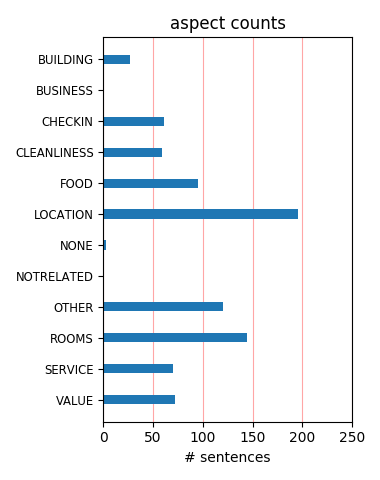 aspect counts
BUILDING
BUSINESS
CHECKIN
CLEANLINESS
FOOD
LOCATION
NONE
NOTRELATED
OTHER
ROOMS
SERVICE
VALUE
0 50 100 150 200 250
# sentences